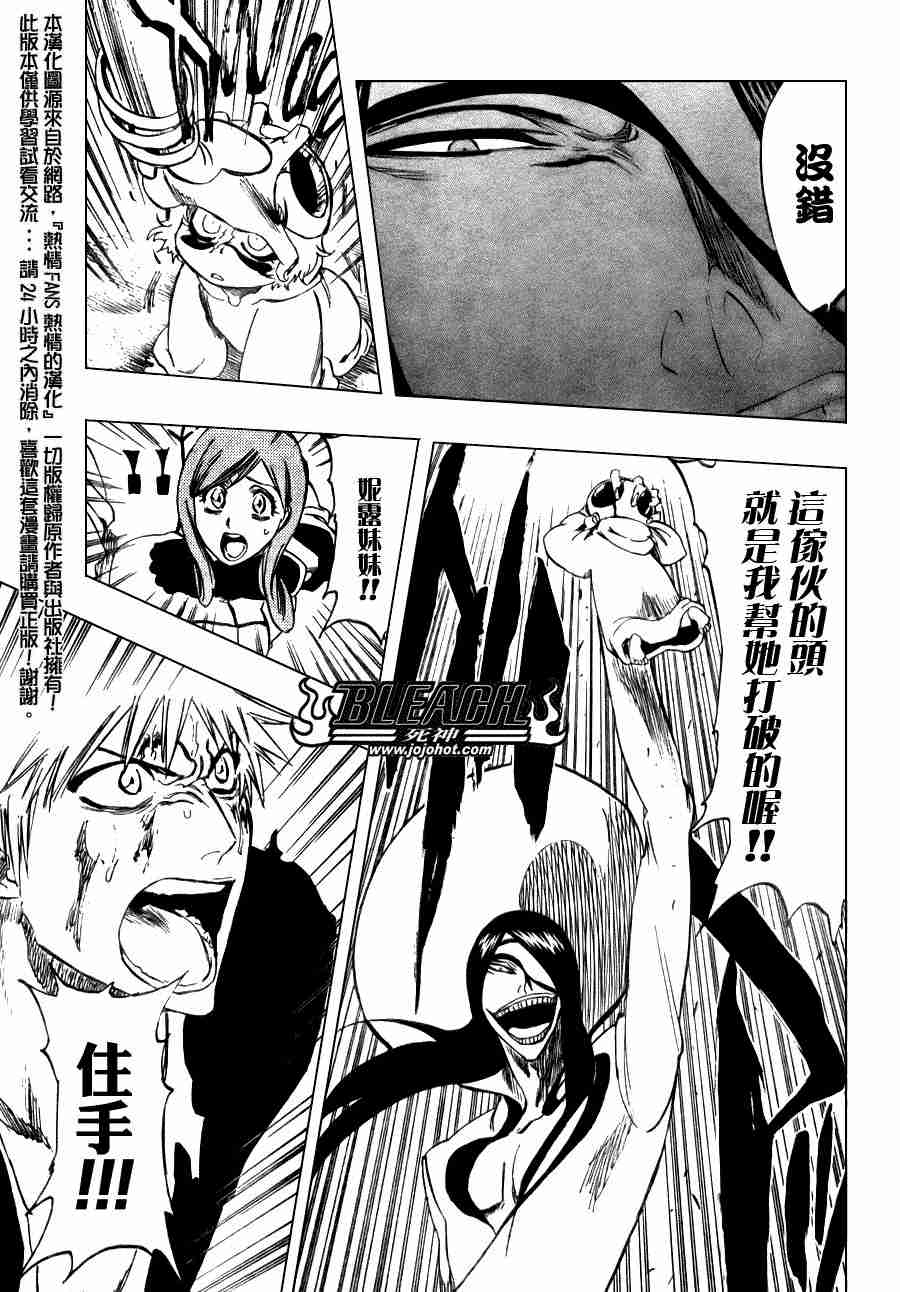 沒錯
這傢伙的頭
就是我幫她打破的喔!!
妮露妹妹!!
!!
住手!!!
BLEACH
死神
www.jojohot.com
本漢化圖源來自於網路，『熱情FANS熱情的漢化』一切版權歸原作者與出版社擁有！
此版本僅供學習試看交流…請24小時之內消除，喜歡這套漫畫請購買正版！謝謝。